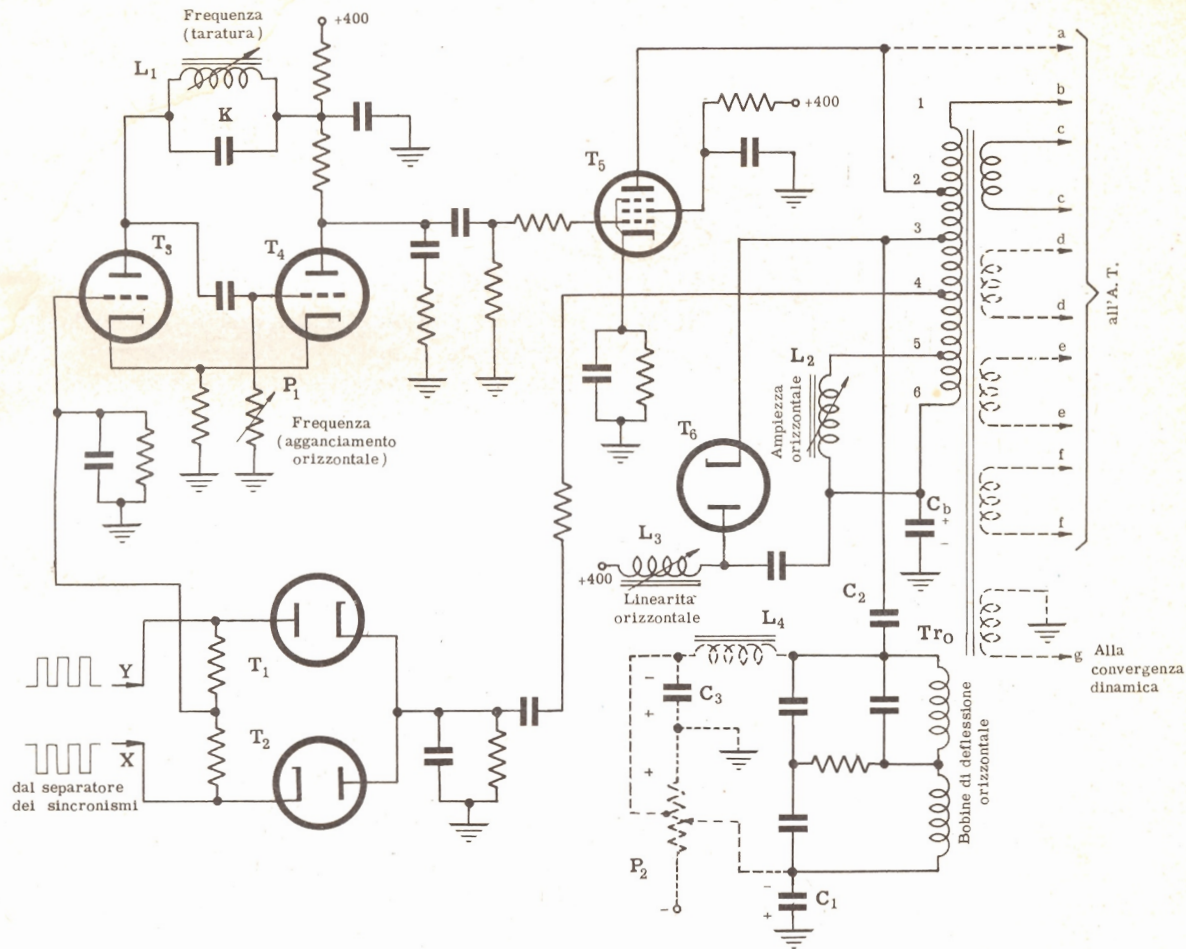 Frequenza
(taratura)
+400
L1
K
T3
T4
P1
Frequenza
(agganciamento
orizzontale)
T5
+400
1
2
3
4
5
6
a
b
c
c
d
d
e
e
f
f
all'A.T.
L2
Ampiezza
orizzontale
T6
Cb
+
-
L3
+400
Linearità
orizzontale
C2
L4
Tro
g
Alla
convergenza
dinamica
Y
X
T1
T2
dal separatore
dei sincronismi
-
C3
+
+
P2
-
-
C1
+
Bobine di deflessione
orizzontale